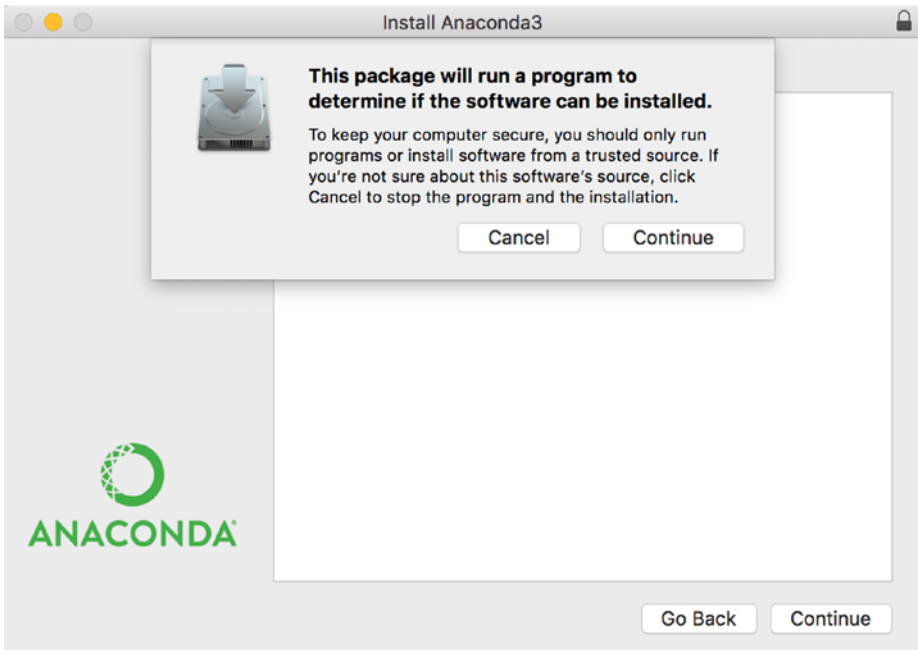 Install Anaconda3
This package will run a program to
determine if the software can be installed.
To keep your computer secure, you should only run
programs or install software from a trusted source. If
you're not sure about this software's source, click
Cancel to stop the program and the installation.
Cancel Continue
ANACONDA
Go Back Continue